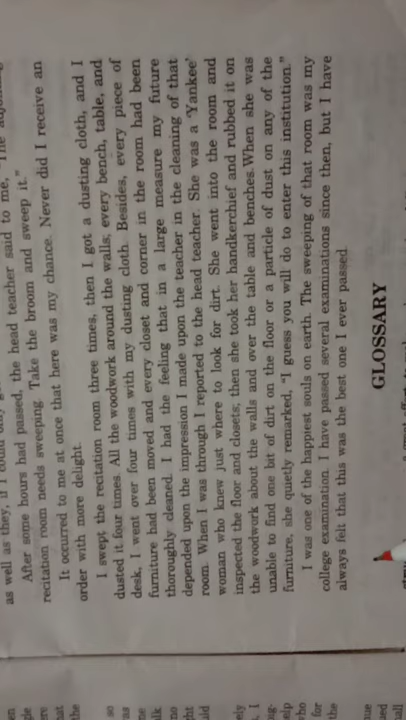 well as they, if I could only
After some hours had passed, the head teacher said to me, "The adjoining
recitation room needs sweeping. Take the broom and sweep it."
It occurred to me at once that here was my chance. Never did I receive an
order with more delight.
I swept the recitation room three times, then I got a dusting cloth, and I
dusted it four times. All the woodwork around the walls; every bench, table, and
desk, I went over four times with my dusting cloth. Besides, every piece of
furniture had been moved and every closet and corner in the room had been
thoroughly cleaned. I had the feeling that in a large measure my future
depended upon the impression I made upon the teacher in the cleaning of that
room. When I was through I reported to the head teacher. She was a 'Yankee'
woman who knew just where to look for dirt. She went into the room and
inspected the floor and closets; then she took her handkerchief and rubbed it on
the woodwork about the walls and over the table and benches.When she was
unable to find one bit of dirt on the floor or a particle of dust on any of the
furniture, she quietly remarked, "I guess you will do to enter this institution."
I was one of the happiest souls on earth. The sweeping of that room was my
college examination. I have passed several examinations since then, but I have
always felt that this was the best one I ever passed
GLOSSARY